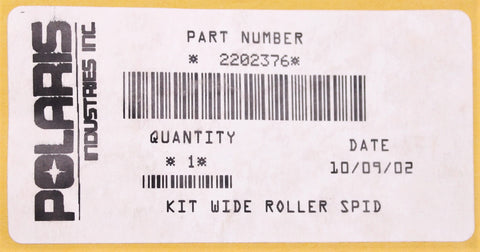 POLARIS
INDUSTRIES INC
PART NUMBER
* 2202376*
QUANTITY
* 1*
DATE
10/09/02
KIT WIDE ROLLER SPID